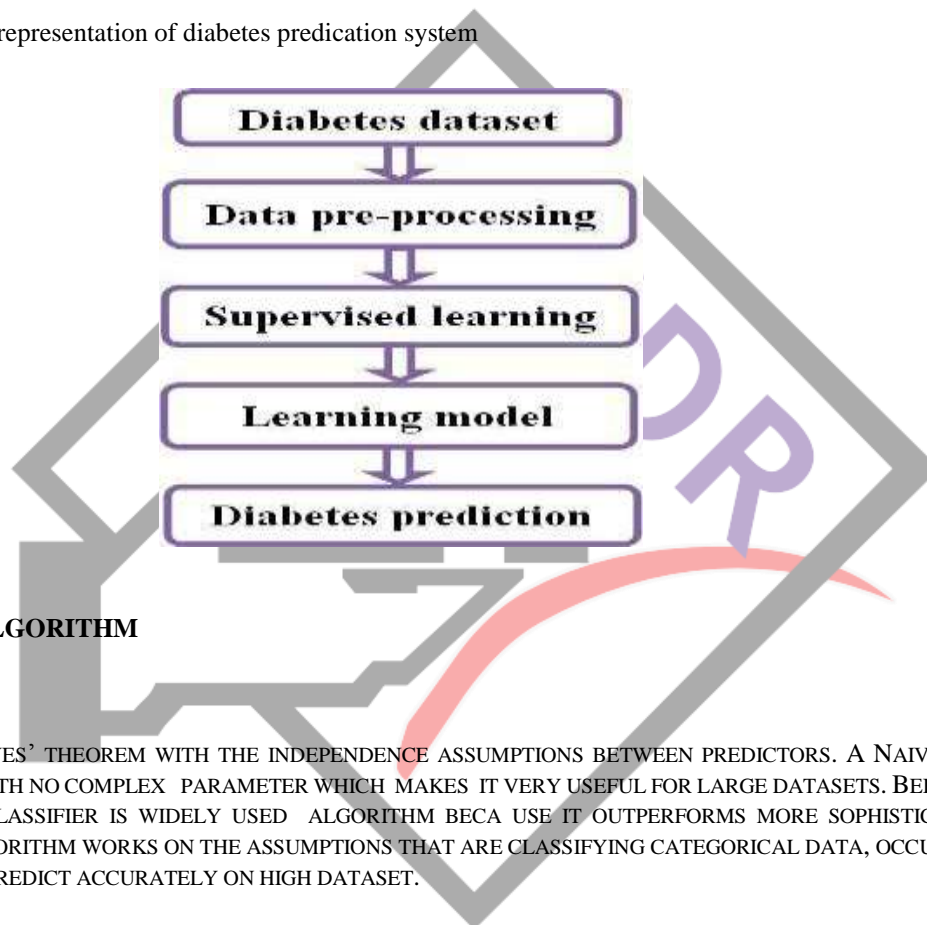 representation of diabetes predication system
Diabetes dataset
Data pre-processing
Supervised learning
Learning model
Diabetes prediction
DR
LGORITHM
YES' THEOREM WITH THE INDEPENDENCE ASSUMPTIONS BETWEEN PREDICTORS. A NAIV
TH NO COMPLEX PARAMETER WHICH MAKES IT VERY USEFUL FOR LARGE DATASETS. BE
LASSIFIER IS WIDELY USED ALGORITHM BECA USE IT OUTPERFORMS MORE SOPHISTIC
ORITHM WORKS ON THE ASSUMPTIONS THAT ARE CLASSIFYING CATEGORICAL DATA, OCCU
REDICT ACCURATELY ON HIGH DATASET.